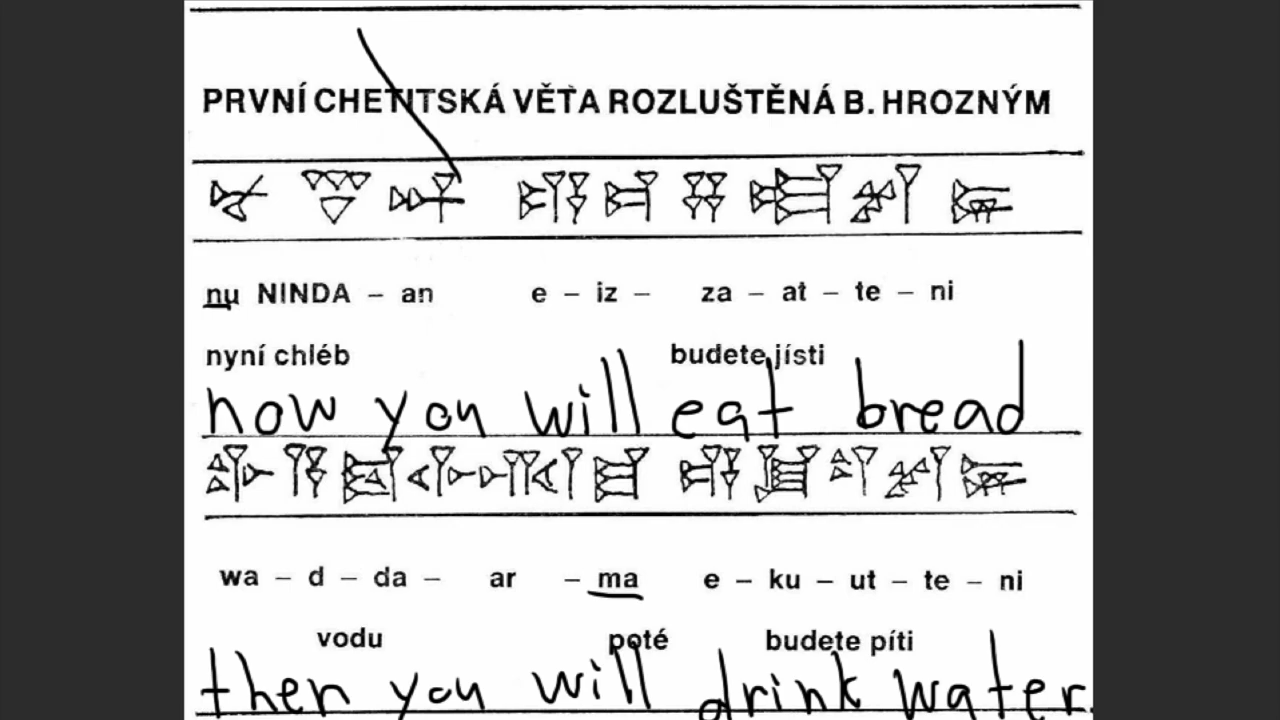 PRVNÍ CHETITSKÁ VĚTA ROZLUŠTĚNÁ B. HROZNÝM
nu NINDA – an e – iz – za – at – te – ni
nyní chléb budete jísti
now you will eat bread
wa – d – da – ar – ma e – ku – ut – te – ni
vodu poté budete píti
then you will drink water